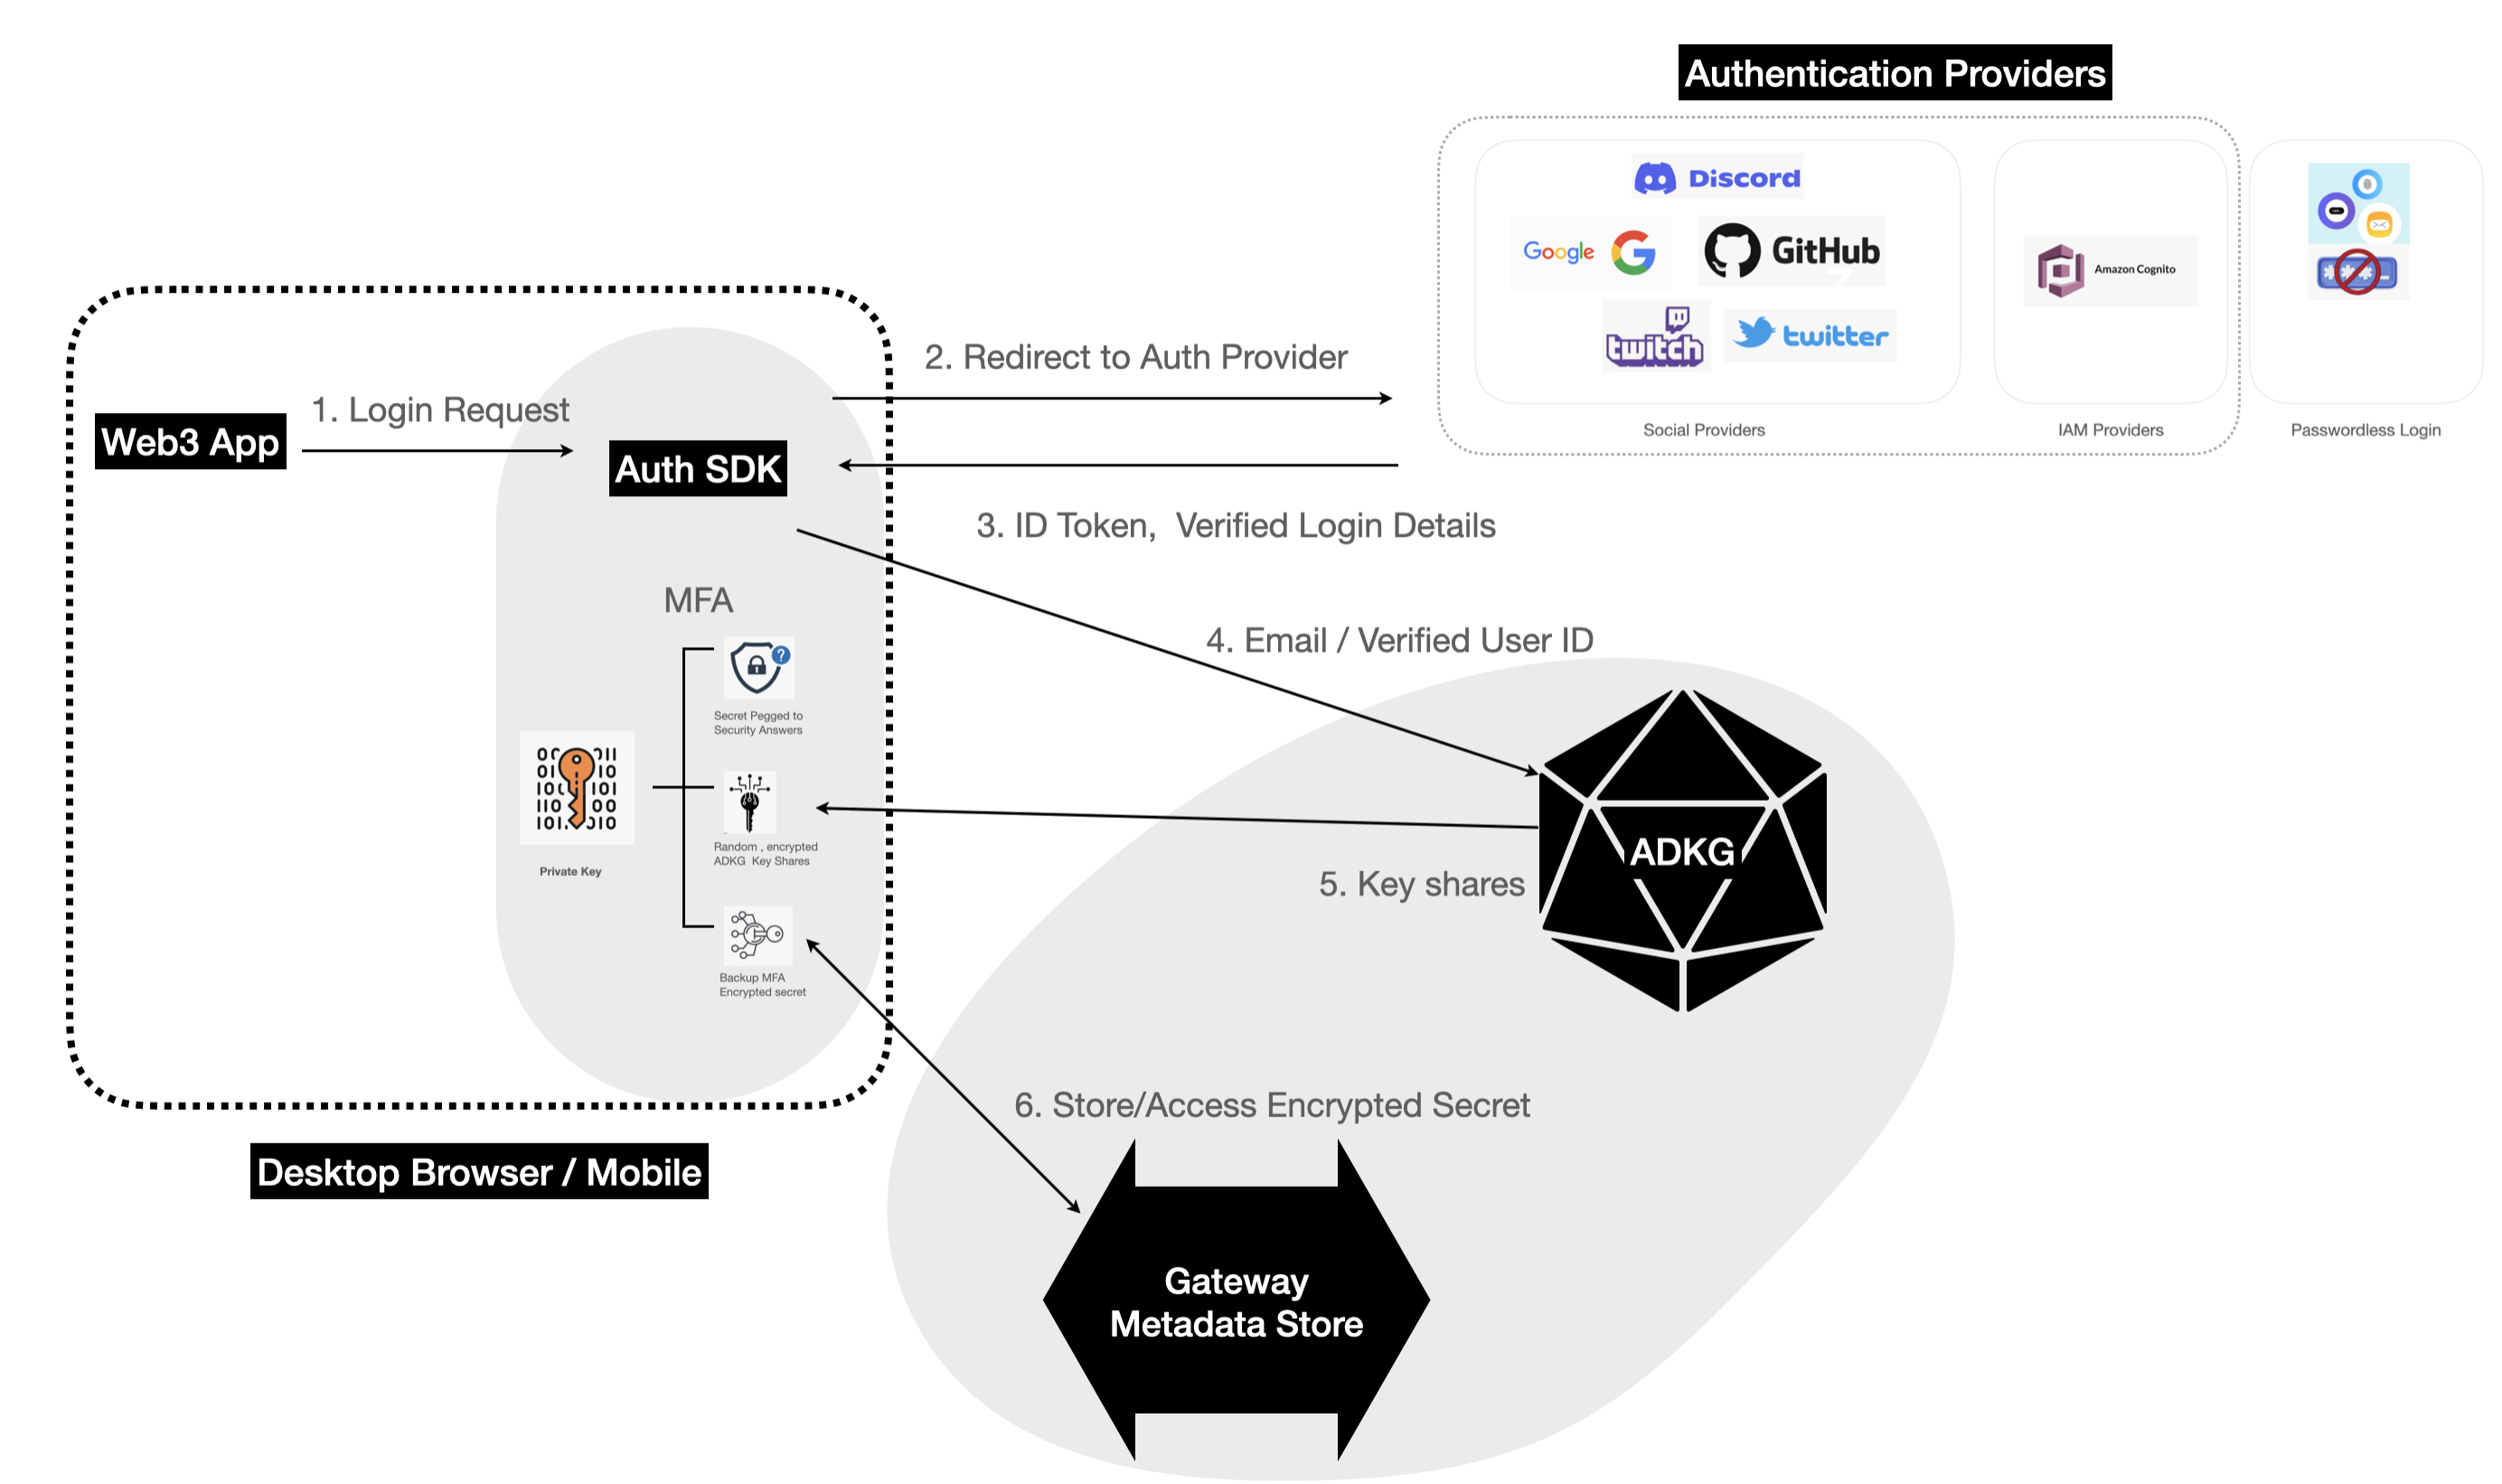 Authentication Providers
Discord
Google
GitHub
twitch
twitter
Amazon Cognito
Social Providers
IAM Providers
Passwordless Login
2. Redirect to Auth Provider
1. Login Request
Web3 App
Auth SDK
3. ID Token, Verified Login Details
MFA
4. Email / Verified User ID
Secret Pegged to
Security Answers
Random , encrypted
ADKG Key Shares
Private Key
ADKG
5. Key shares
Backup MFA
Encrypted secret
6. Store/Access Encrypted Secret
Desktop Browser / Mobile
Gateway
Metadata Store